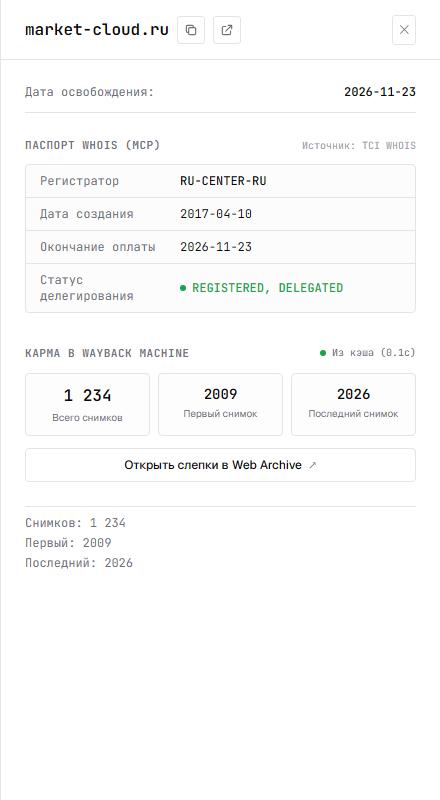 market-cloud.ru
Дата освобождения: 2026-11-23
ПАСПОРТ WHOIS (МСР) Источник: TCI WHOIS
Регистратор RU-CENTER-RU
Дата создания 2017-04-10
Окончание оплаты 2026-11-23
Статус
делегирования
REGISTERED, DELEGATED
КАРМА В WAYBACK MACHINE Из кэша (0.1с)
1 234 2009 2026
Всего снимков Первый снимок Последний снимок
Открыть слепки в Web Archive ↗
Снимков: 1 234
Первый: 2009
Последний: 2026